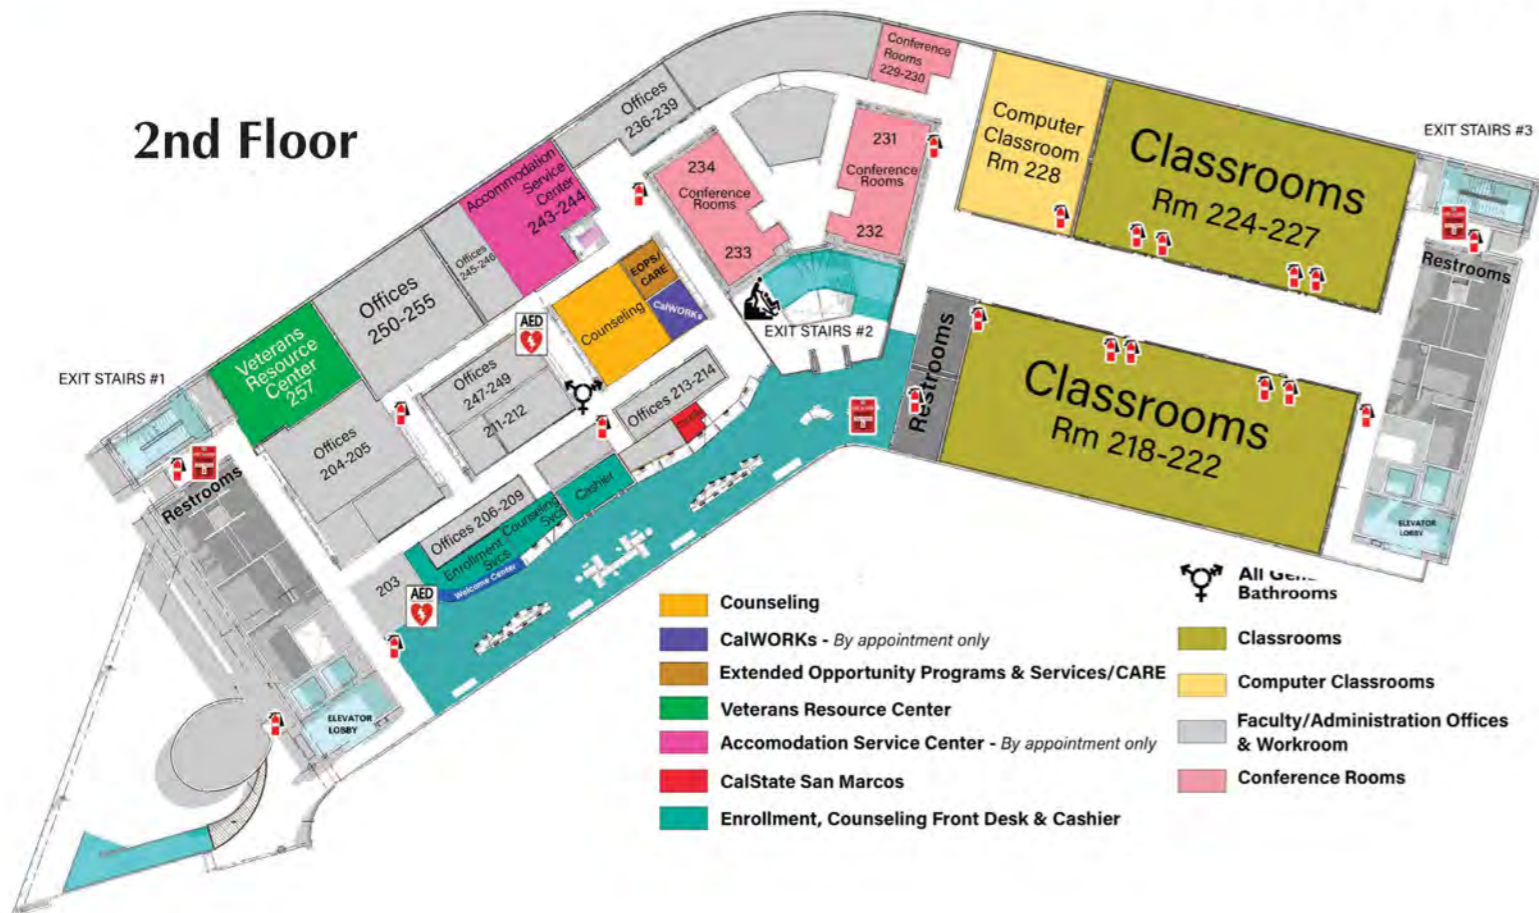 2nd Floor
Conference
Rooms
229-230
Offices
236-239
Computer
Classroom
Rm 228
Classrooms
Rm 224-227
EXIT STAIRS #3
231
Conference
Rooms
232
234
Conference
Rooms
233
Accommodation
Service
Center
243-244
Offices
245-246
Offices
250-255
EOPS/
CARE
CalWORKs
Counseling
AED
EXIT STAIRS #2
Restrooms
Restrooms
Classrooms
Rm 218-222
Veterans
Resource
Center
257
EXIT STAIRS #1
Offices
247-249
211-212
Offices 213-214
Offices
204-205
Restrooms
Cashier
Offices 206-209
Counseling
Svcs
Enrollment
Svcs
Welcome Center
203
AED
ELEVATOR
LOBBY
ELEVATOR
LOBBY
Counseling
CalWORKs - By appointment only
Extended Opportunity Programs & Services/CARE
Veterans Resource Center
Accomodation Service Center - By appointment only
CalState San Marcos
Enrollment, Counseling Front Desk & Cashier
All
Bathrooms
Classrooms
Computer Classrooms
Faculty/Administration Offices
& Workroom
Conference Rooms